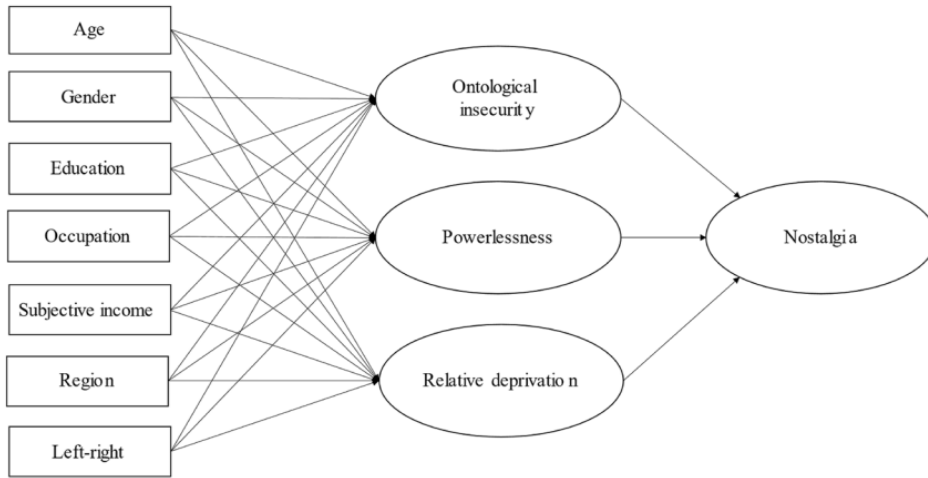 Age
Gender
Education
Occupation
Subjective income
Region
Left-right
Ontological
insecurity
Powerlessness
Relative deprivation
Nostalgia